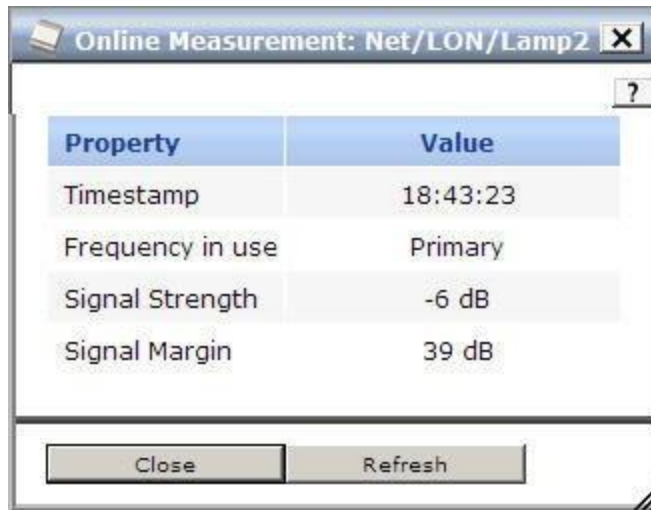 Online Measurement: Net/LON/Lamp2 X
?
Property Value
Timestamp 18:43:23
Frequency in use Primary
Signal Strength -6 dB
Signal Margin 39 dB
Close Refresh